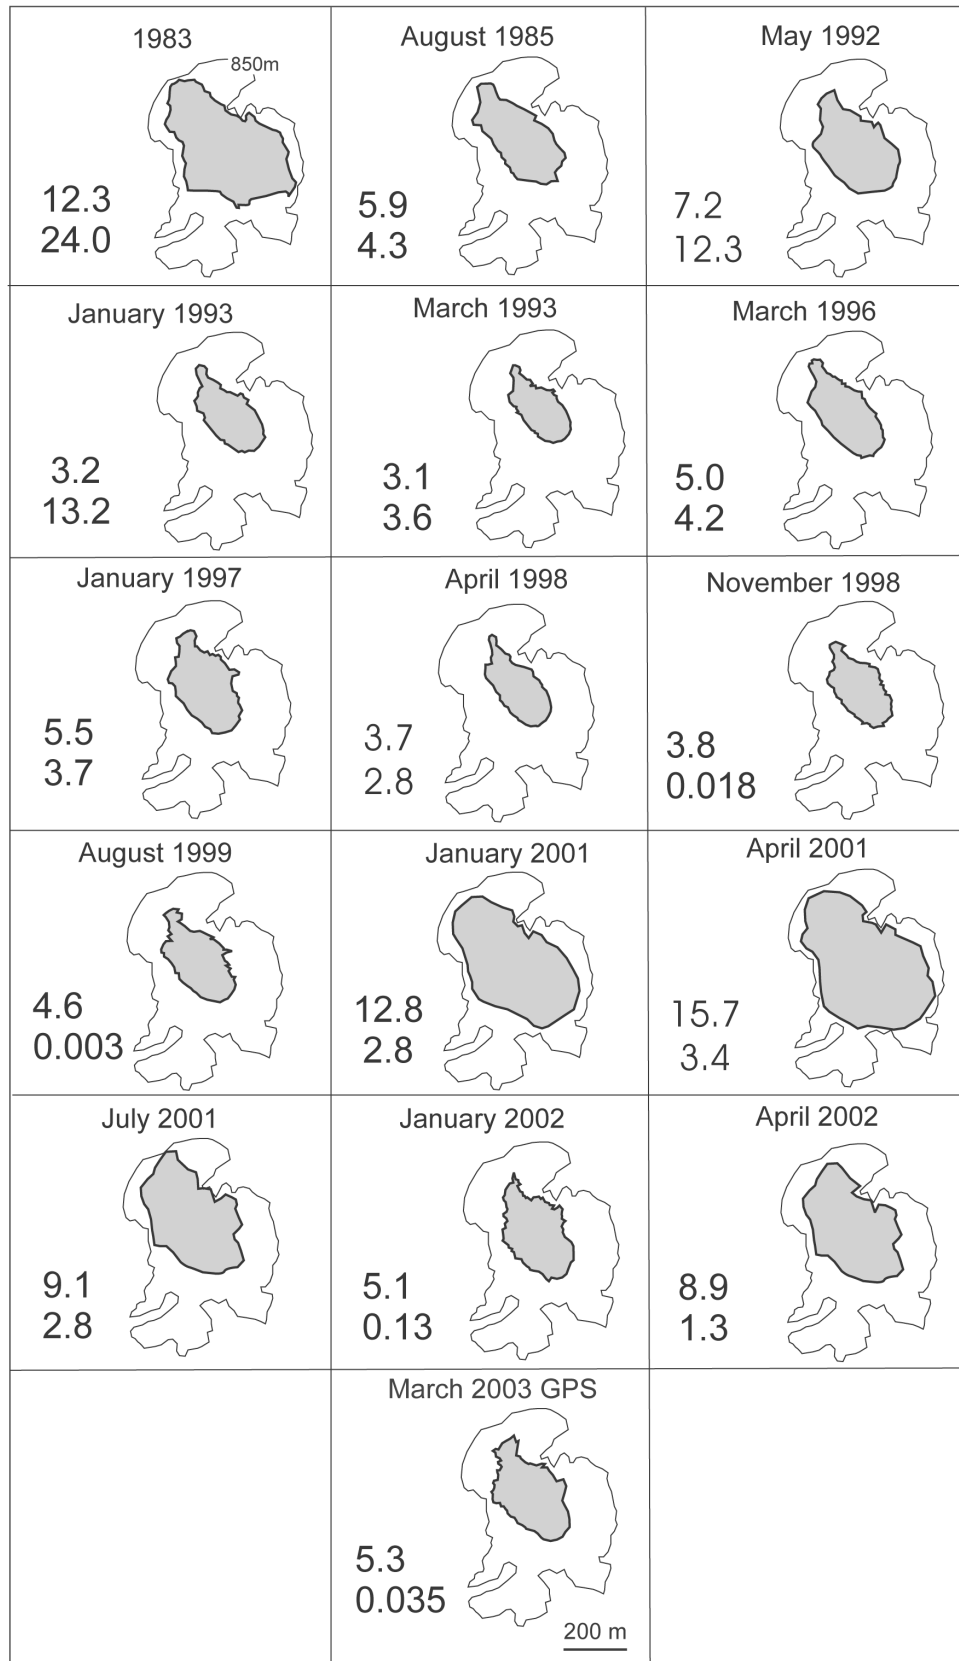 1983
850m
12.3
24.0
August 1985
5.9
4.3
May 1992
7.2
12.3
January 1993
3.2
13.2
March 1993
3.1
3.6
March 1996
5.0
4.2
January 1997
5.5
3.7
April 1998
3.7
2.8
November 1998
3.8
0.018
August 1999
4.6
0.003
January 2001
12.8
2.8
April 2001
15.7
3.4
July 2001
9.1
2.8
January 2002
5.1
0.13
April 2002
8.9
1.3
March 2003 GPS
5.3
0.035
200 m